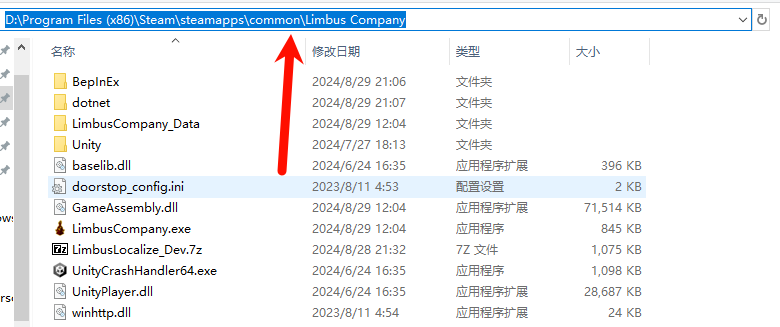 D:\Program Files (x86)\Steam\steamapps\common\Limbus Company
名称 修改日期 类型 大小
BepInEx 2024/8/29 21:06 文件夹
dotnet 2024/8/29 21:07 文件夹
LimbusCompany_Data 2024/8/29 12:04 文件夹
Unity 2024/7/27 18:13 文件夹
baselib.dll 2024/6/24 16:35 应用程序扩展 396 KB
doorstop_config.ini 2023/8/11 4:53 配置设置 2 KB
GameAssembly.dll 2024/8/29 12:04 应用程序扩展 71,514 KB
LimbusCompany.exe 2024/8/29 12:04 应用程序 845 KB
LimbusLocalize_Dev.7z 2024/8/28 21:32 7Z 文件 1,075 KB
UnityCrashHandler64.exe 2024/6/24 16:35 应用程序 1,098 KB
UnityPlayer.dll 2024/6/24 16:35 应用程序扩展 28,687 KB
winhttp.dll 2023/8/11 4:54 应用程序扩展 24 KB